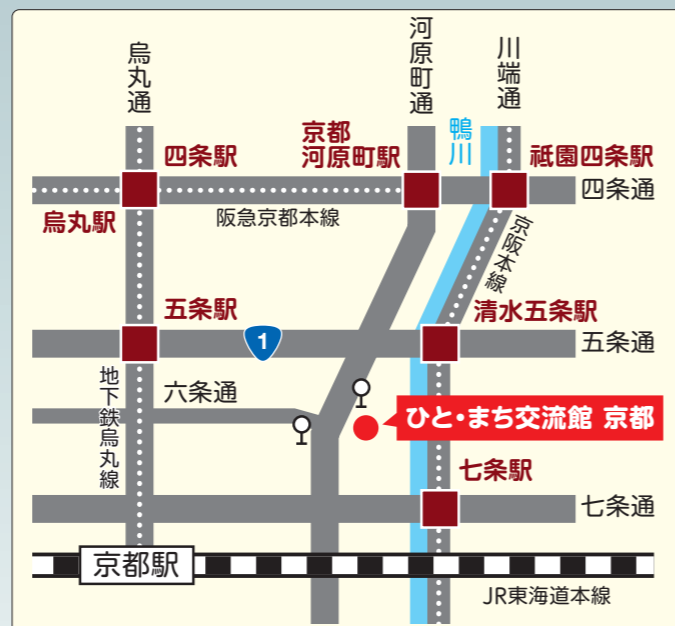 烏丸通
河原町通
川端通
鴨川
四条駅
京都
河原町駅
祇園四条駅
四条通
烏丸駅
阪急京都本線
京阪本線
五条駅
1
清水五条駅
五条通
地下鉄烏丸線
六条通
ひと・まち交流館 京都
七条駅
七条通
京都駅
JR東海道本線